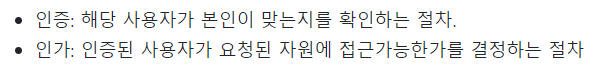 • 인증: 해당 사용자가 본인이 맞는지를 확인하는 절차.
• 인가: 인증된 사용자가 요청된 자원에 접근가능한가를 결정하는 절차